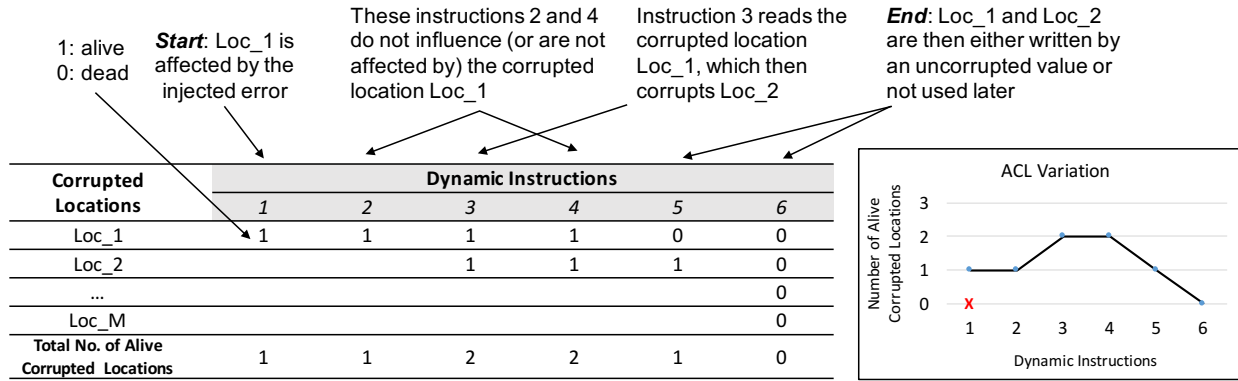 1: alive
0: dead
Start: Loc_1 is
affected by the
injected error
These instructions 2 and 4
do not influence (or are not
affected by) the corrupted
location Loc_1
Instruction 3 reads the
corrupted location
Loc_1, which then
corrupts Loc_2
End: Loc_1 and Loc_2
are then either written by
an uncorrupted value or
not used later
Corrupted
Locations
Dynamic Instructions
1 2 3 4 5 6
Loc_1 1 1 1 1 0 0
Loc_2 1 1 1 0
... 0
Loc_M 0
Total No. of Alive
Corrupted Locations
1 1 2 2 1 0
ACL Variation
Number of Alive
Corrupted Locations
3
2
1
0
X
1 2 3 4 5 6
Dynamic Instructions